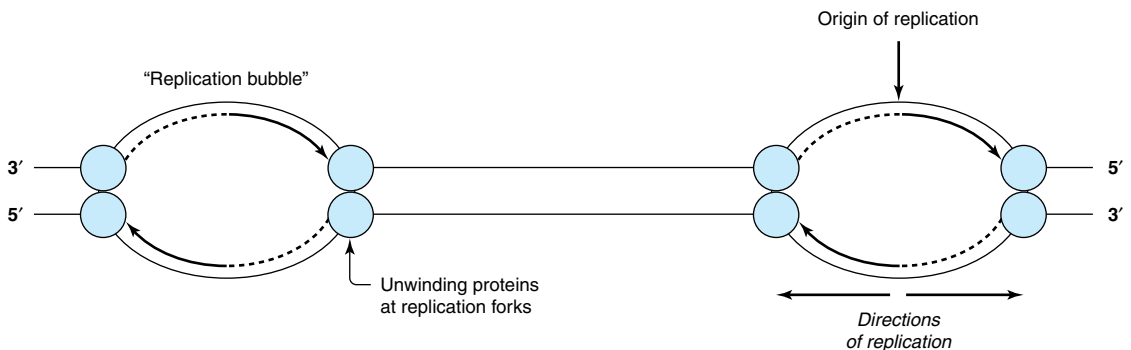 Origin of replication
“Replication bubble”
3′
5′
5′
3′
Unwinding proteins
at replication forks
Directions
of replication